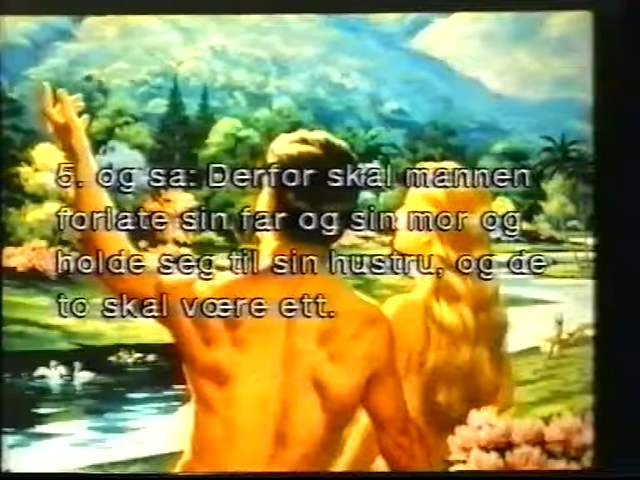 5. og sa: Derfor skal mannen
forlate sin far og sin mor og
holde seg til sin hustru, og de
to skal være ett.